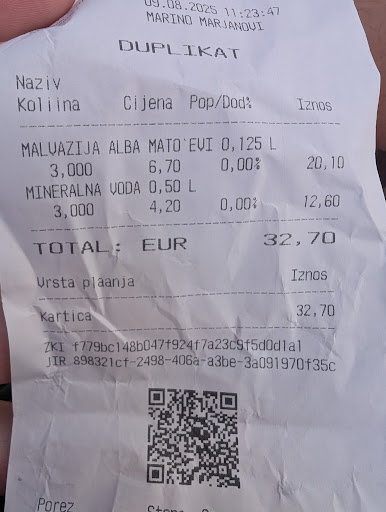 09.08.2025 11:23:47
MARINO MARJANOVI
DUPLIKAT
Naziv
Koliina Cijena Pop/Dod% Iznos
MALVAZIJA ALBA MATO`EVI 0,125 L
3,000 6,70 0,00% 20,10
MINERALNA VODA 0,50 L
3,000 4,20 0,00% 12,60
TOTAL: EUR 32,70
Vrsta plaanja Iznos
Kartica 32,70
ZKI f779bc148b047f924f7a23c9f5d0d1a1
JIR 898321cf-2498-406a-a3be-3a091970f35c
Porez